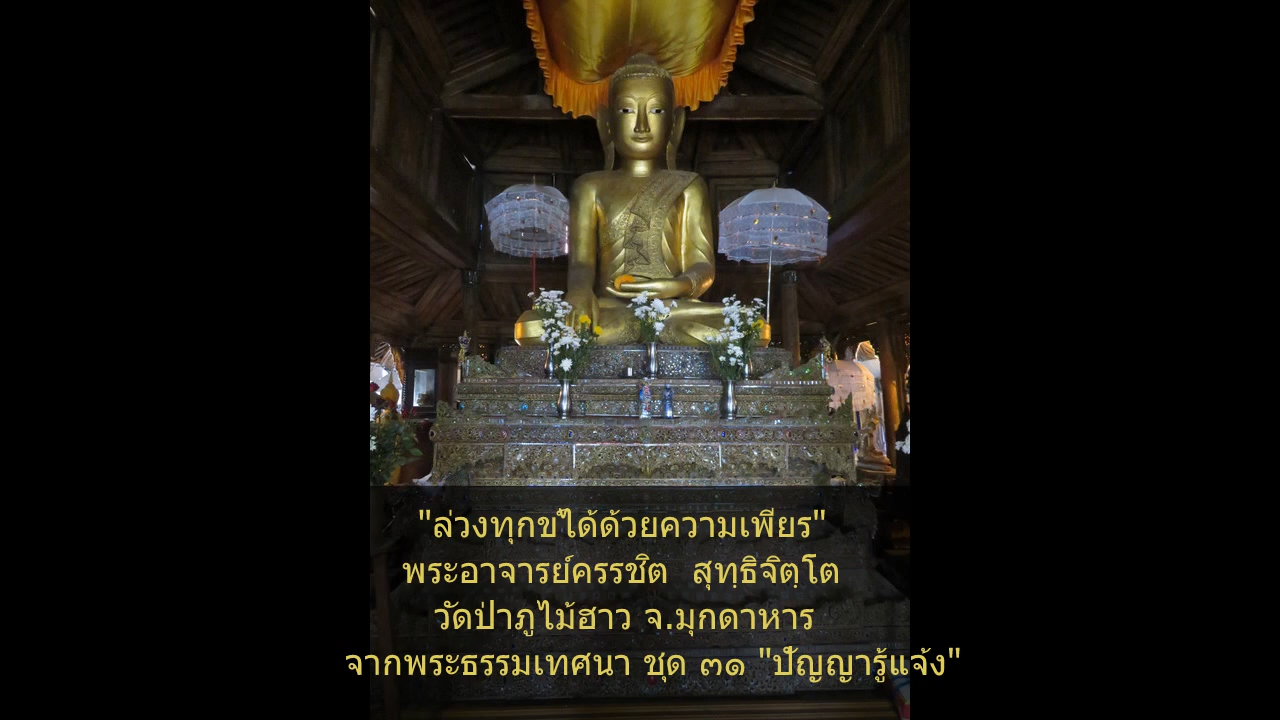 "ล่วงทุกข์ได้ด้วยความเพียร"
พระอาจารย์ครรชิต สุทฺธิจิตฺโต
วัดป่าภูไม้ฮาว จ.มุกดาหาร
จากพระธรรมเทศนา ชุด ๓๑ "ปัญญารู้แจ้ง"